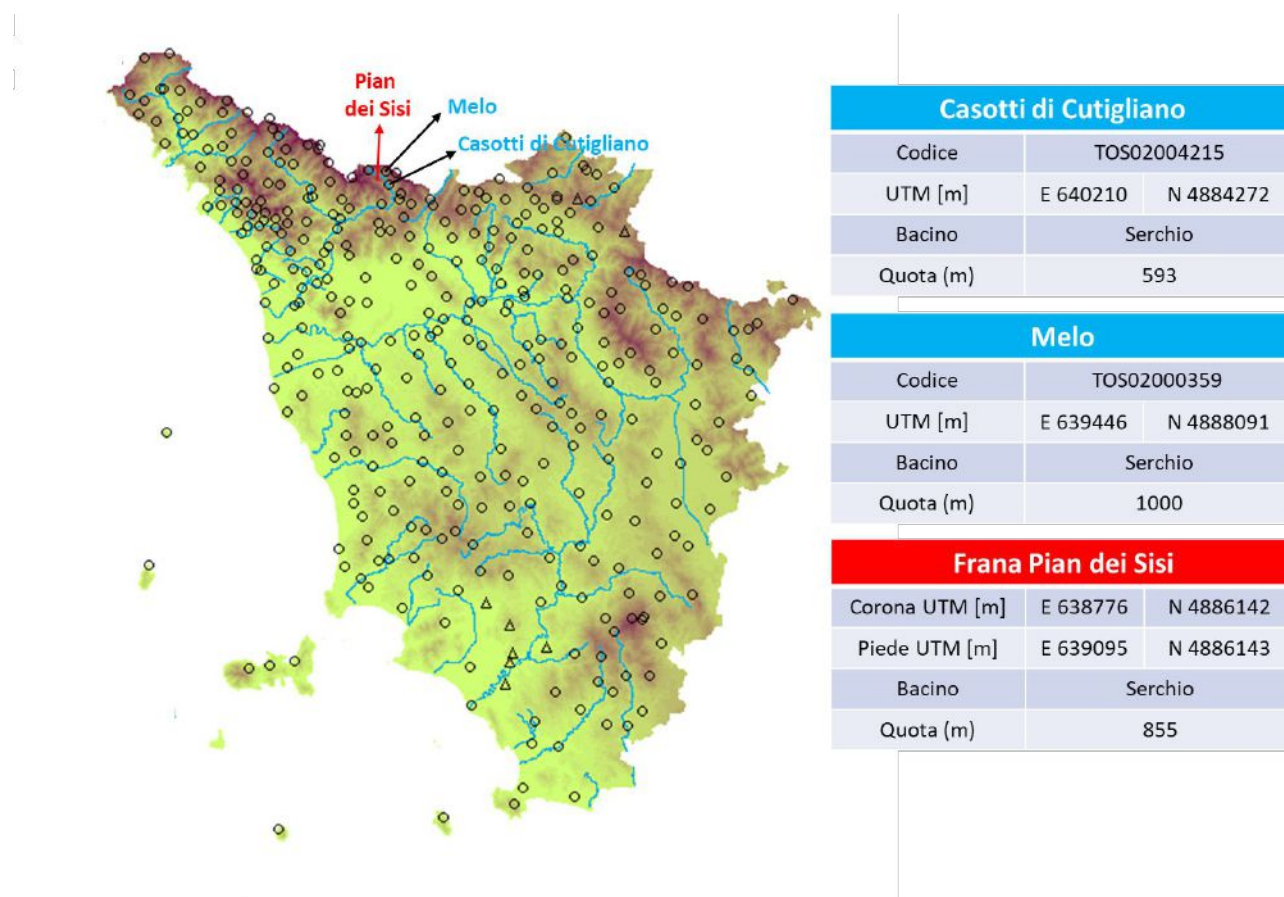 Pian
dei Sisi
Melo
Casotti di Cutigliano
Casotti di Cutigliano
Codice TOS02004215
UTM [m] E 640210 N 4884272
Bacino Serchio
Quota (m) 593
Melo
Codice TOS02000359
UTM [m] E 639446 N 4888091
Bacino Serchio
Quota (m) 1000
Frana Pian dei Sisi
Corona UTM [m] E 638776 N 4886142
Piede UTM [m] E 639095 N 4886143
Bacino Serchio
Quota (m) 855